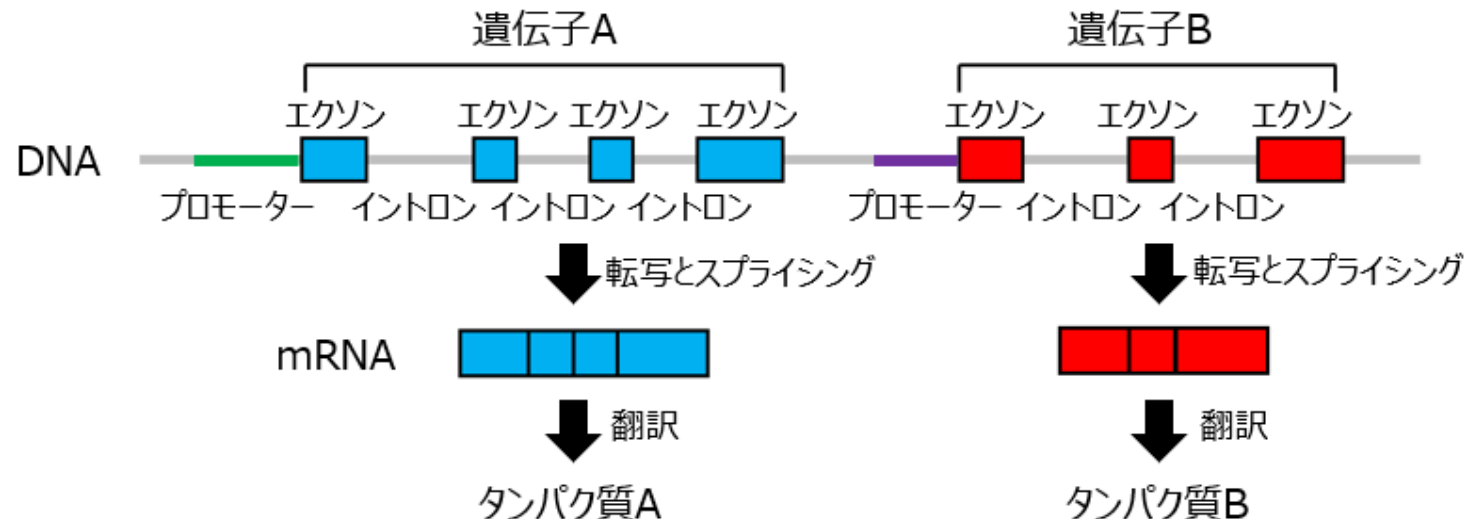 遺伝子A 遺伝子B
エクソン エクソン エクソン エクソン エクソン エクソン エクソン
DNA
プロモーター イントロン イントロン イントロン プロモーター イントロン イントロン
転写とスプライシング 転写とスプライシング
mRNA
翻訳 翻訳
タンパク質A タンパク質B